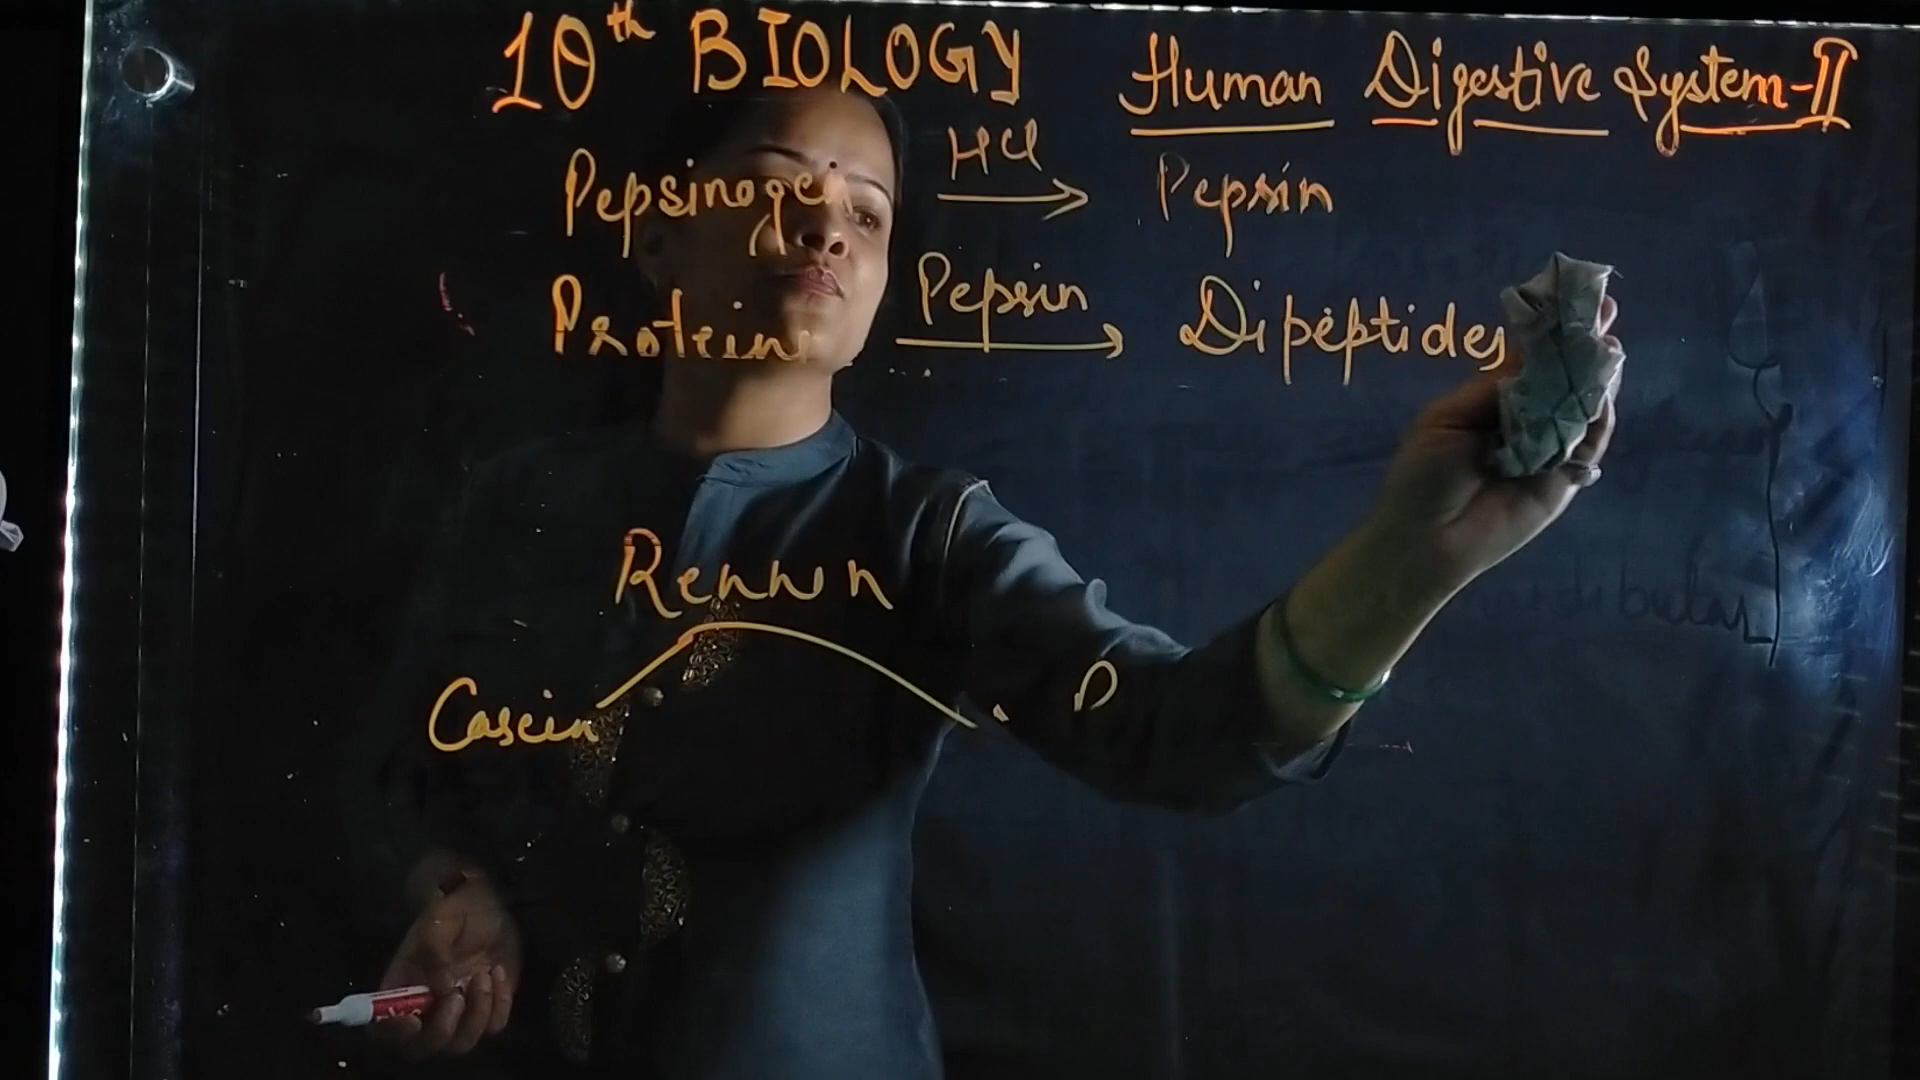 10th BIOLOGY Human Digestive System-II
Pepsinogen HCl Pepsin
Proteins Pepsin Dipeptides
Rennin
Casein P